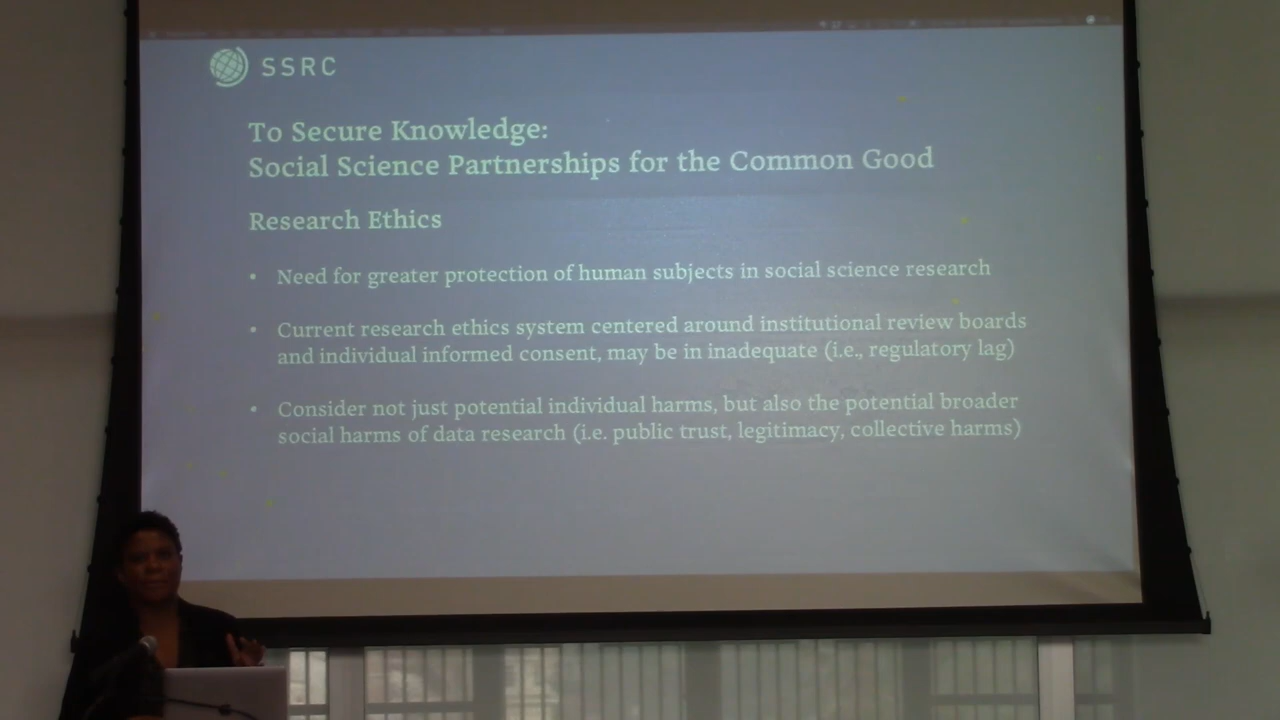 SSRC
To Secure Knowledge:
Social Science Partnerships for the Common Good
Research Ethics
• Need for greater protection of human subjects in social science research
• Current research ethics system centered around institutional review boards
and individual informed consent, may be in inadequate (i.e., regulatory lag)
• Consider not just potential individual harms, but also the potential broader
social harms of data research (i.e. public trust, legitimacy, collective harms)